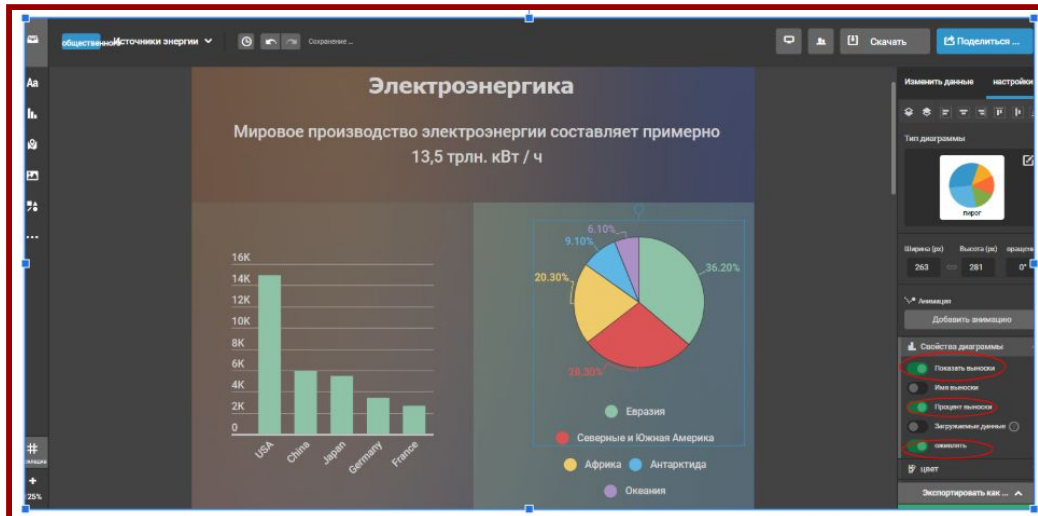 общественного Источники энергии
Сохранение ...
Скачать
Поделиться ...
Aa
Электроэнергика
Мировое производство электроэнергии составляет примерно
13,5 трлн. кВт / ч
16K
14K
12K
10K
8K
6K
4K
2K
0
USA
China
Japan
Germany
France
6.10%
9.10%
20.30%
36.20%
Евразия
Северные и Южная Америка
Африка
Антарктида
Океания
25%
Изменить данные
настройки
Тип диаграммы
пирог
Ширина (px)
Высота (px)
263
281
0°
Анимация
Добавить анимацию
Свойства диаграммы
Показать выноски
Имя выноски
Процент выноски
Загружаемые данные
оживлять
цвет
Экспортировать как ...